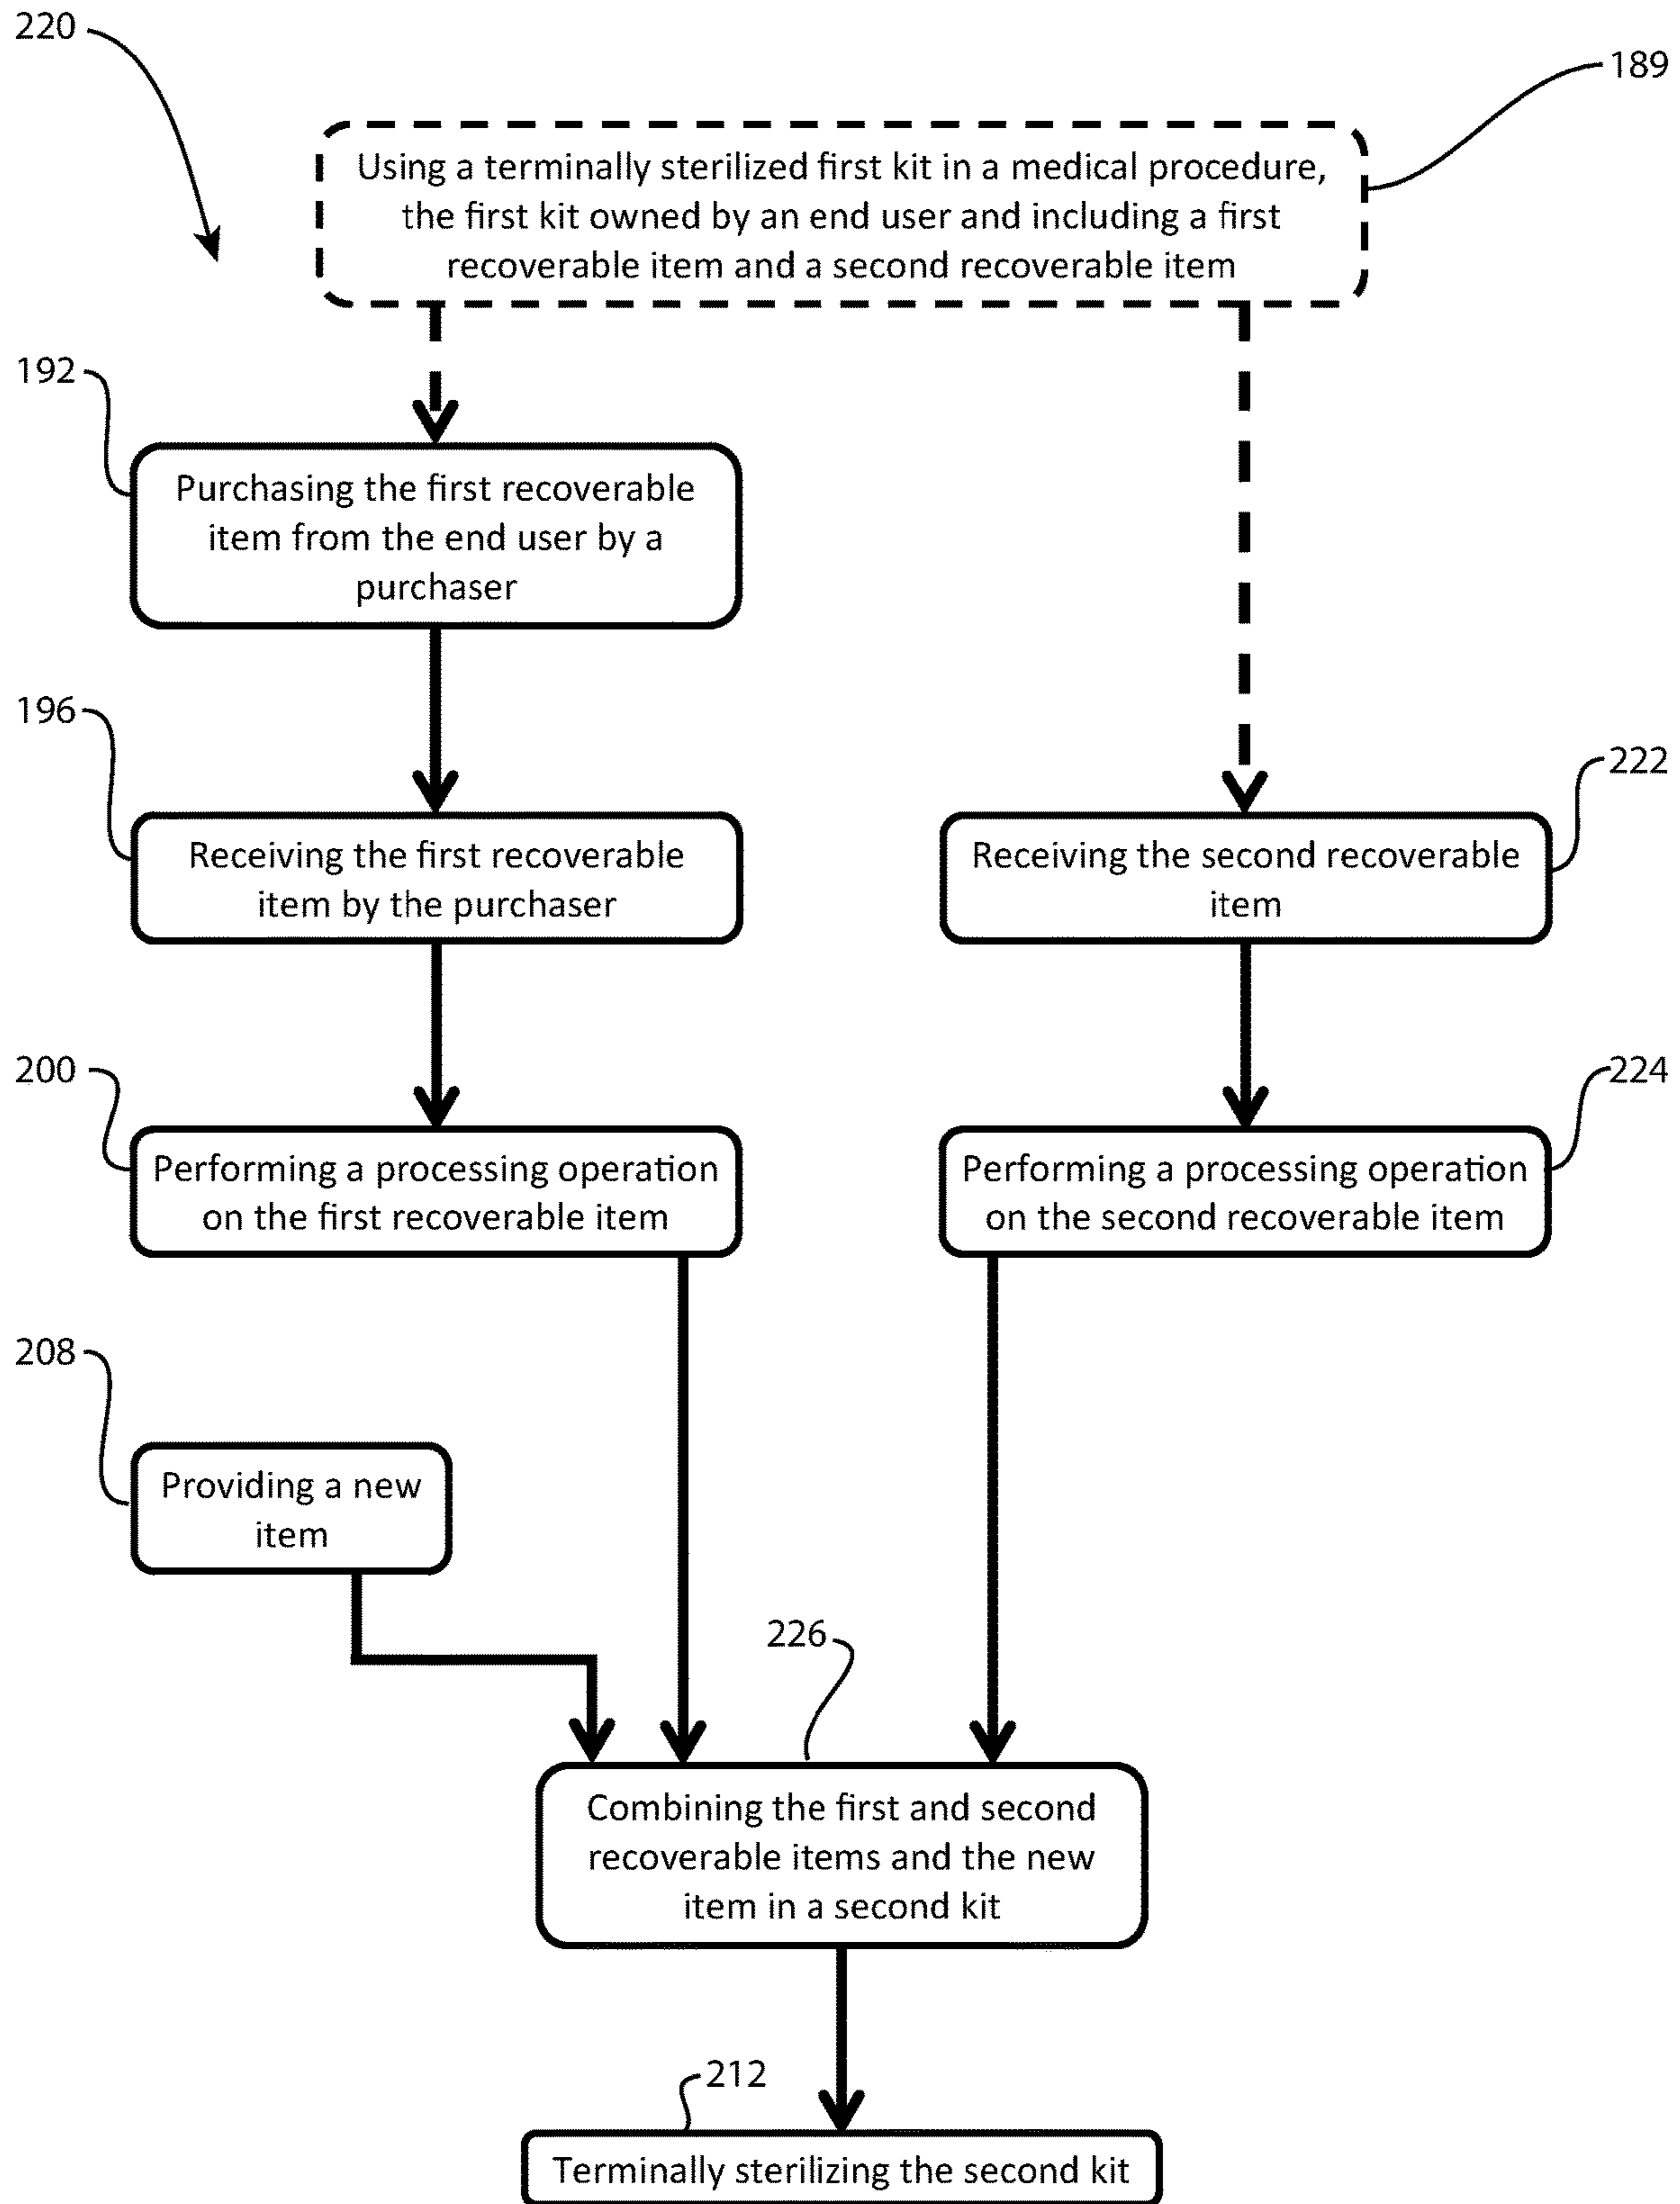 220
189
Using a terminally sterilized first kit in a medical procedure,
the first kit owned by an end user and including a first
recoverable item and a second recoverable item
192
Purchasing the first recoverable
item from the end user by a
purchaser
196
Receiving the first recoverable
item by the purchaser
222
Receiving the second recoverable
item
200
Performing a processing operation
on the first recoverable item
224
Performing a processing operation
on the second recoverable item
208
Providing a new
item
226
Combining the first and second
recoverable items and the new
item in a second kit
212
Terminally sterilizing the second kit